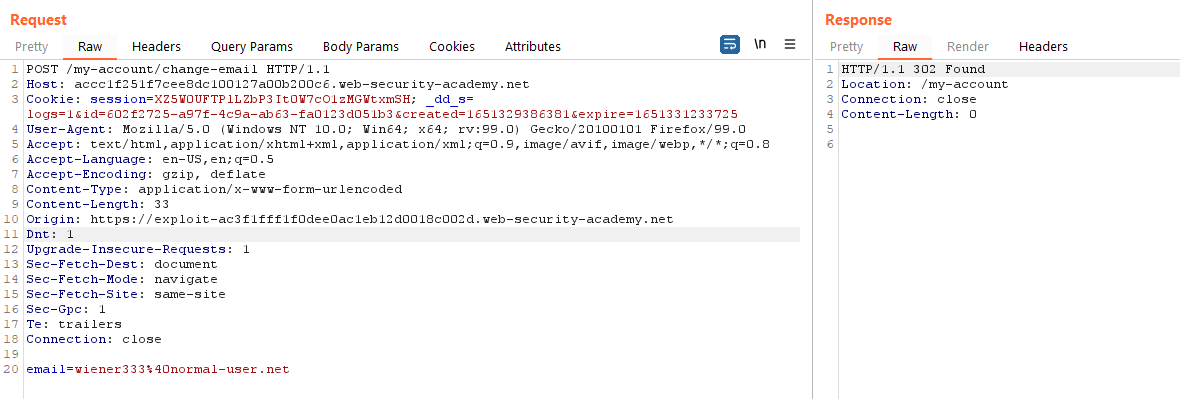 Request
Pretty Raw Headers Query Params Body Params Cookies Attributes \n
1 POST /my-account/change-email HTTP/1.1
2 Host: accc1f251f7cee8dc100127a00b200c6.web-security-academy.net
3 Cookie: session=XZ5W0UFTPlLZbP3ItOW7cO1zMGWtxmSH; _dd_s=
logs=1&id=602f2725-a97f-4c9a-ab63-fa0123d051b3&created=1651329386381&expire=1651331233725
4 User-Agent: Mozilla/5.0 (Windows NT 10.0; Win64; x64; rv:99.0) Gecko/20100101 Firefox/99.0
5 Accept: text/html,application/xhtml+xml,application/xml;q=0.9,image/avif,image/webp,*/*;q=0.8
6 Accept-Language: en-US,en;q=0.5
7 Accept-Encoding: gzip, deflate
8 Content-Type: application/x-www-form-urlencoded
9 Content-Length: 33
10 Origin: https://exploit-ac3f1fff1f0dee0ac1eb12d0018c002d.web-security-academy.net
11 Dnt: 1
12 Upgrade-Insecure-Requests: 1
13 Sec-Fetch-Dest: document
14 Sec-Fetch-Mode: navigate
15 Sec-Fetch-Site: same-site
16 Sec-Gpc: 1
17 Te: trailers
18 Connection: close
19
20 email=wiener333%40normal-user.net
Response
Pretty Raw Render Headers
1 HTTP/1.1 302 Found
2 Location: /my-account
3 Connection: close
4 Content-Length: 0
5
6